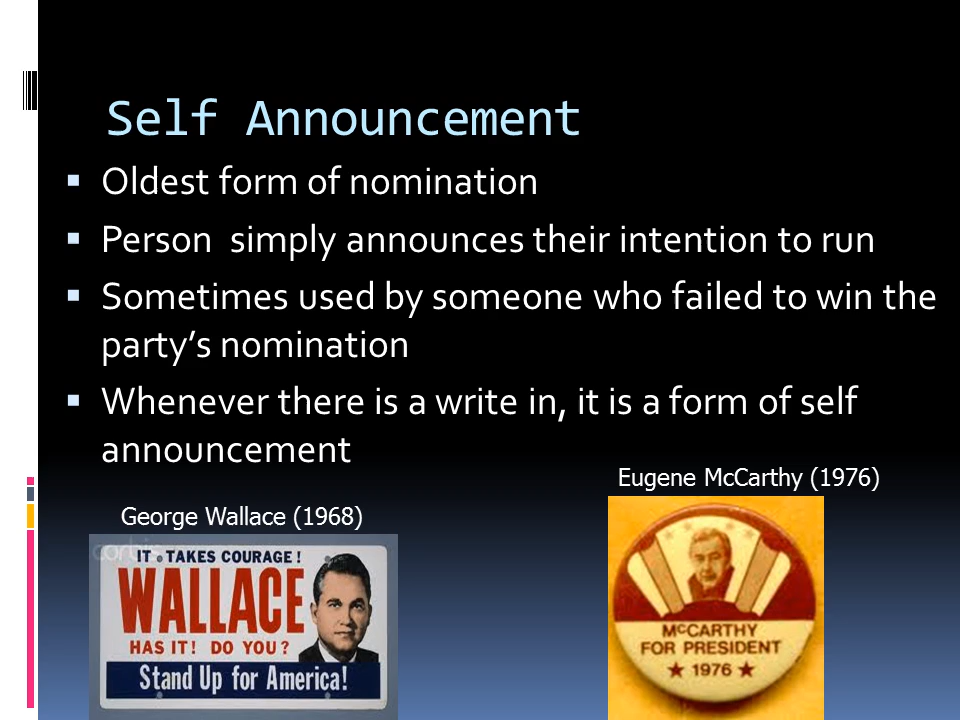 Self Announcement
Oldest form of nomination
Person simply announces their intention to run
Sometimes used by someone who failed to win the
party's nomination
Whenever there is a write in, it is a form of self
announcement
Eugene McCarthy (1976)
George Wallace (1968)
corbis
IT TAKES COURAGE!
WALLACE
HAS IT! DO YOU?
Stand Up for America!
McCARTHY
FOR PRESIDENT
★ 1976 ★